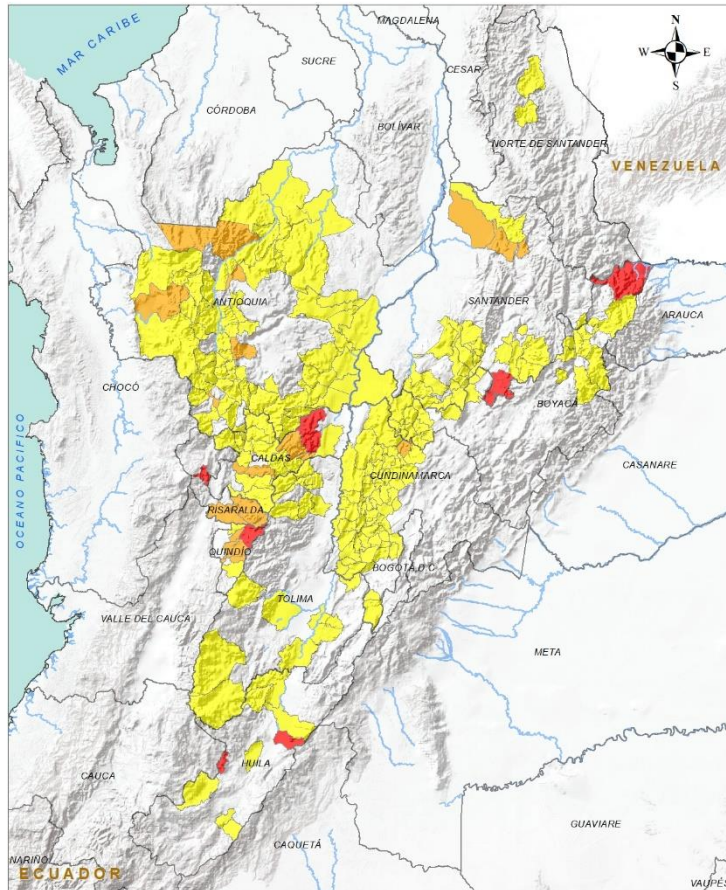 MAGDALENA
MAR CARIBE
N
W E
S
SUCRE
CESAR
CÓRDOBA
BOLÍVAR
NORTE DE SANTANDER
VENEZUELA
ANTIOQUIA
SANTANDER
ARAUCA
CHOCÓ
BOYACÁ
OCEANO PACIFICO
CALDAS
CUNDINAMARCA
CASANARE
RISARALDA
QUINDÍO
BOGOTÁ, D.C
TOLIMA
VALLE DEL CAUCA
META
HUILA
CAUCA
GUAVIARE
CAQUETÁ
NARIÑO
ECUADOR
VAUPÉS